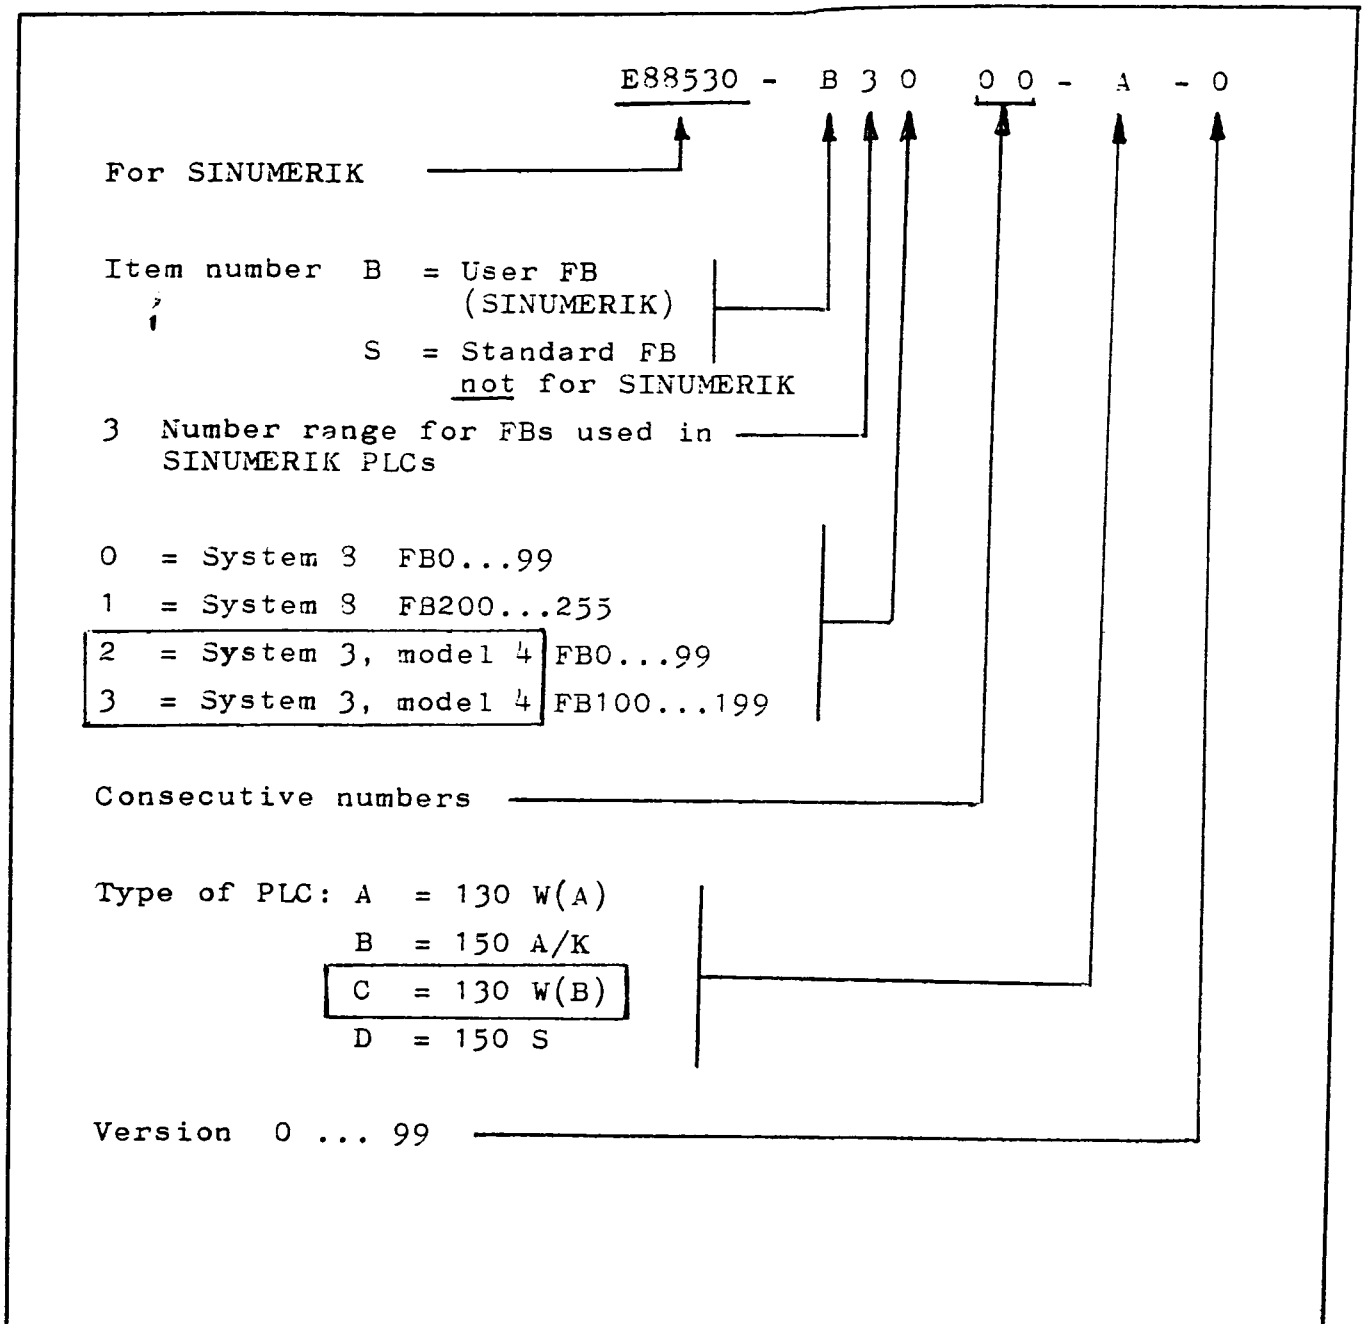 E88530 - B 3 0 0 0 - A - 0
For SINUMERIK
Item number B = User FB
(SINUMERIK)
S = Standard FB
not for SINUMERIK
3 Number range for FBs used in
SINUMERIK PLCs
0 = System 8 FB0...99
1 = System 8 FB200...255
2 = System 3, model 4 FB0...99
3 = System 3, model 4 FB100...199
Consecutive numbers
Type of PLC: A = 130 W(A)
B = 150 A/K
C = 130 W(B)
D = 150 S
Version 0 ... 99